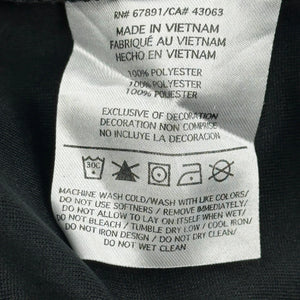 RN# 67891/CA# 43063
MADE IN VIETNAM
FABRIQUÉ AU VIETNAM
HECHO EN VIETNAM
100% POLYESTER
100% POLYESTER
100% POLIESTER
EXCLUSIVE OF DECORATION
DECORATION NON COMPRISE
NO INCLUYE LA DECORACION
30C
MACHINE WASH COLD/WASH WITH LIKE COLORS/
DO NOT USE SOFTNERS / REMOVE IMMEDIATELY/
DO NOT ALLOW TO LAY ON ITSELF WHEN WET/
DO NOT BLEACH / TUMBLE DRY LOW / COOL IRON/
DO NOT IRON DESIGN / DO NOT DRY CLEAN/
DO NOT WET CLEAN